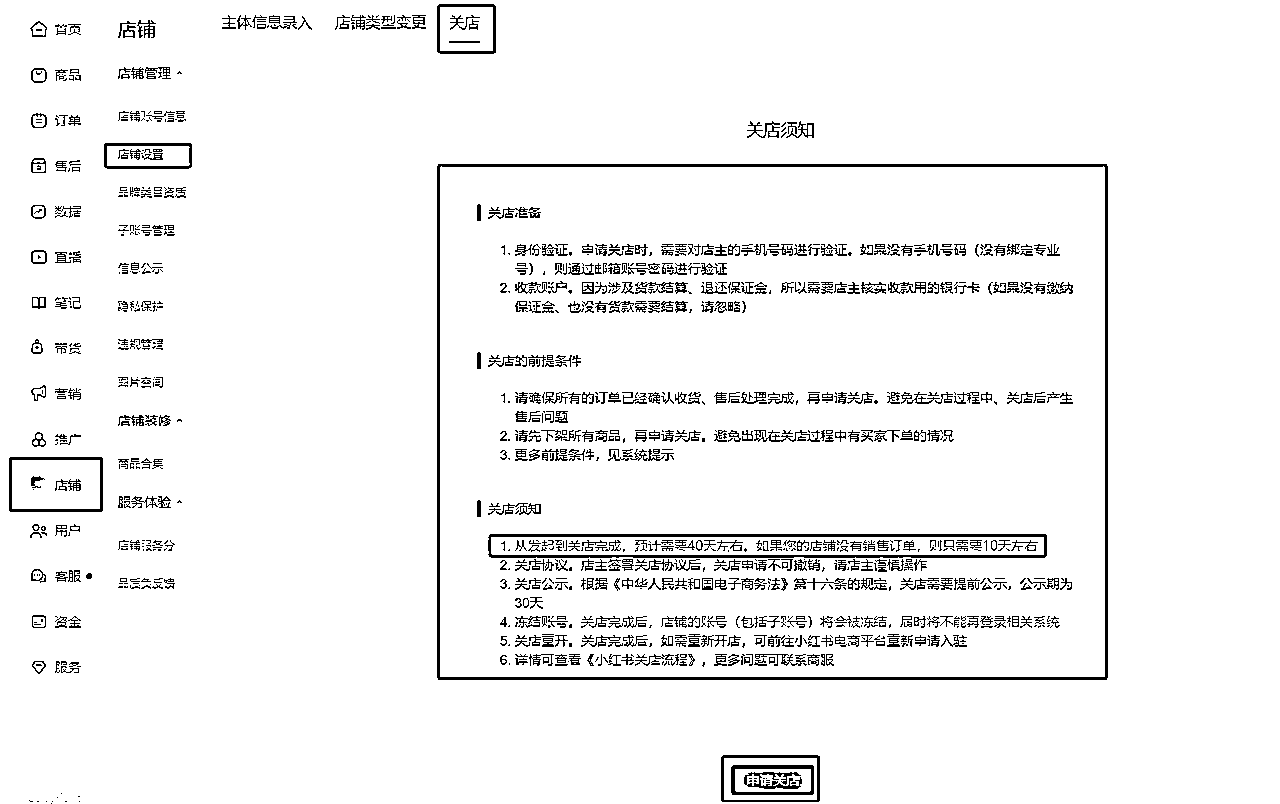 首页
商品
订单
售后
数据
直播
笔记
带货
营销
推广
店铺
用户
客服
资金
服务
店铺
店铺管理
店铺账号信息
店铺设置
品牌类目资质
子账号管理
信息公示
隐私保护
违规管理
图片空间
店铺装修
商品合集
服务体验
店铺服务分
品质类反馈
主体信息录入 店铺类型变更 关店
关店须知
关店准备
1. 身份验证。申请关店时，需要对店主的手机号码进行验证。如果没有手机号码（没有绑定专业
号），则通过邮箱账号密码进行验证
2. 收款账户。因为涉及货款结算、退还保证金，所以需要店主核实收款用的银行卡（如果没有缴纳
保证金、也没有货款需要结算，请忽略）
关店的前提条件
1. 请确保所有的订单已经确认收货、售后处理完成，再申请关店。避免在关店过程中、关店后产生
售后问题
2. 请先下架所有商品，再申请关店。避免出现在关店过程中有买家下单的情况
3. 更多前提条件，见系统提示
关店须知
1. 从发起到关店完成，预计需要40天左右。如果您的店铺没有销售订单，则只需要10天左右
2. 关店协议。店主签署关店协议后，关店申请不可撤销，请店主谨慎操作
3. 关店公示。根据《中华人民共和国电子商务法》第十六条的规定，关店需要提前公示，公示期为
30天
4. 冻结账号。关店完成后，店铺的账号（包括子账号）将会被冻结，届时将不能再登录相关系统
5. 关店重开。关店完成后，如需重新开店，可前往小红书电商平台重新申请入驻
6. 详情可查看《小红书关店流程》，更多问题可联系商服
申请关店